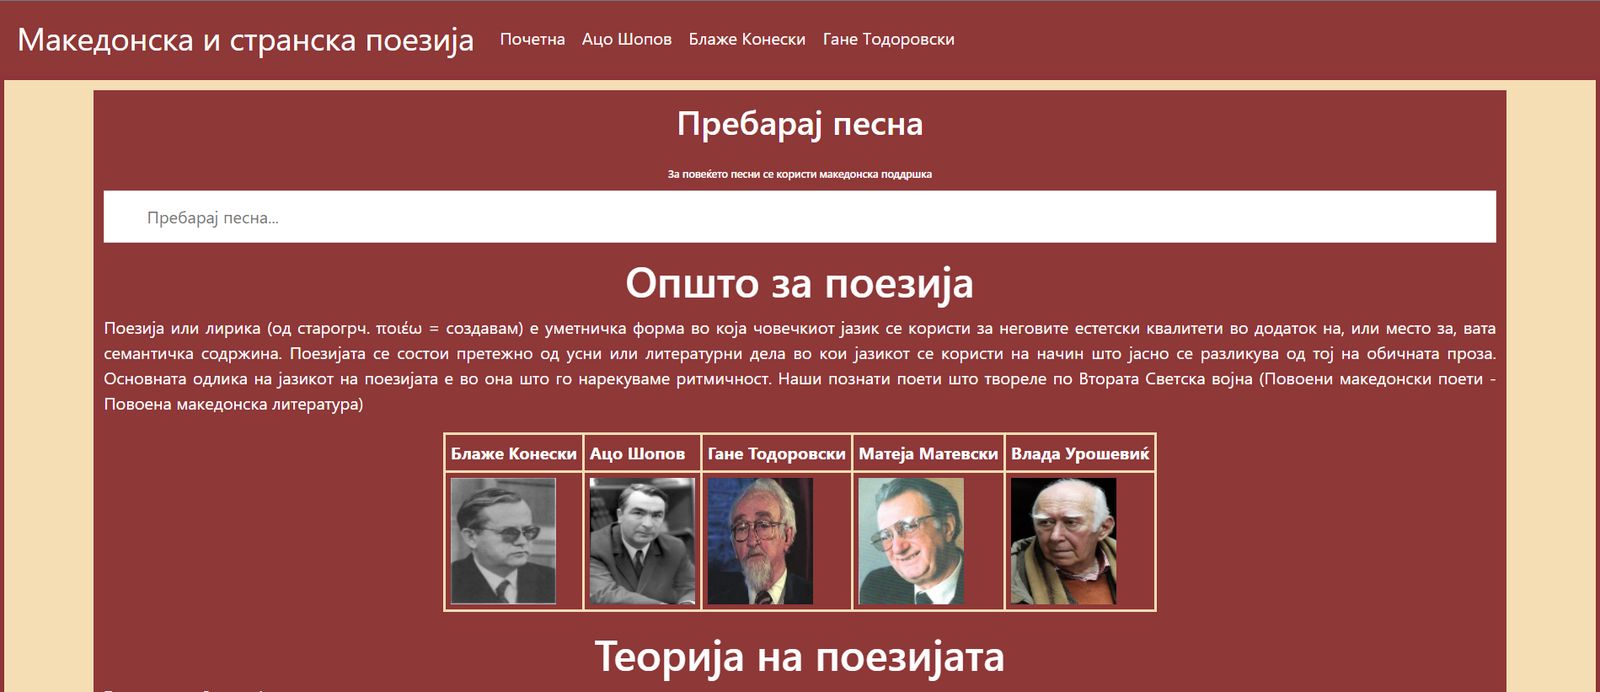 Македонска и странска поезија
Почетна Ацо Шопов Блаже Конески Гане Тодоровски
Пребарај песна
За повеќето песни се користи македонска поддршка
Пребарај песна...
Општо за поезија
Поезија или лирика (од старогрч. ποιέω = создавам) е уметничка форма во која човечкиот јазик се користи за неговите естетски квалитети во додаток на, или место за, вата
семантичка содржина. Поезијата се состои претежно од усни или литературни дела во кои јазикот се користи на начин што јасно се разликува од тој на обичната проза.
Основната одлика на јазикот на поезијата е во она што го нарекуваме ритмичност. Наши познати поети што твореле по Втората Светска војна (Повоени македонски поети -
Повоена македонска литература)
Блаже Конески Ацо Шопов Гане Тодоровски Матеја Матевски Влада Урошевиќ
Теорија на поезијата